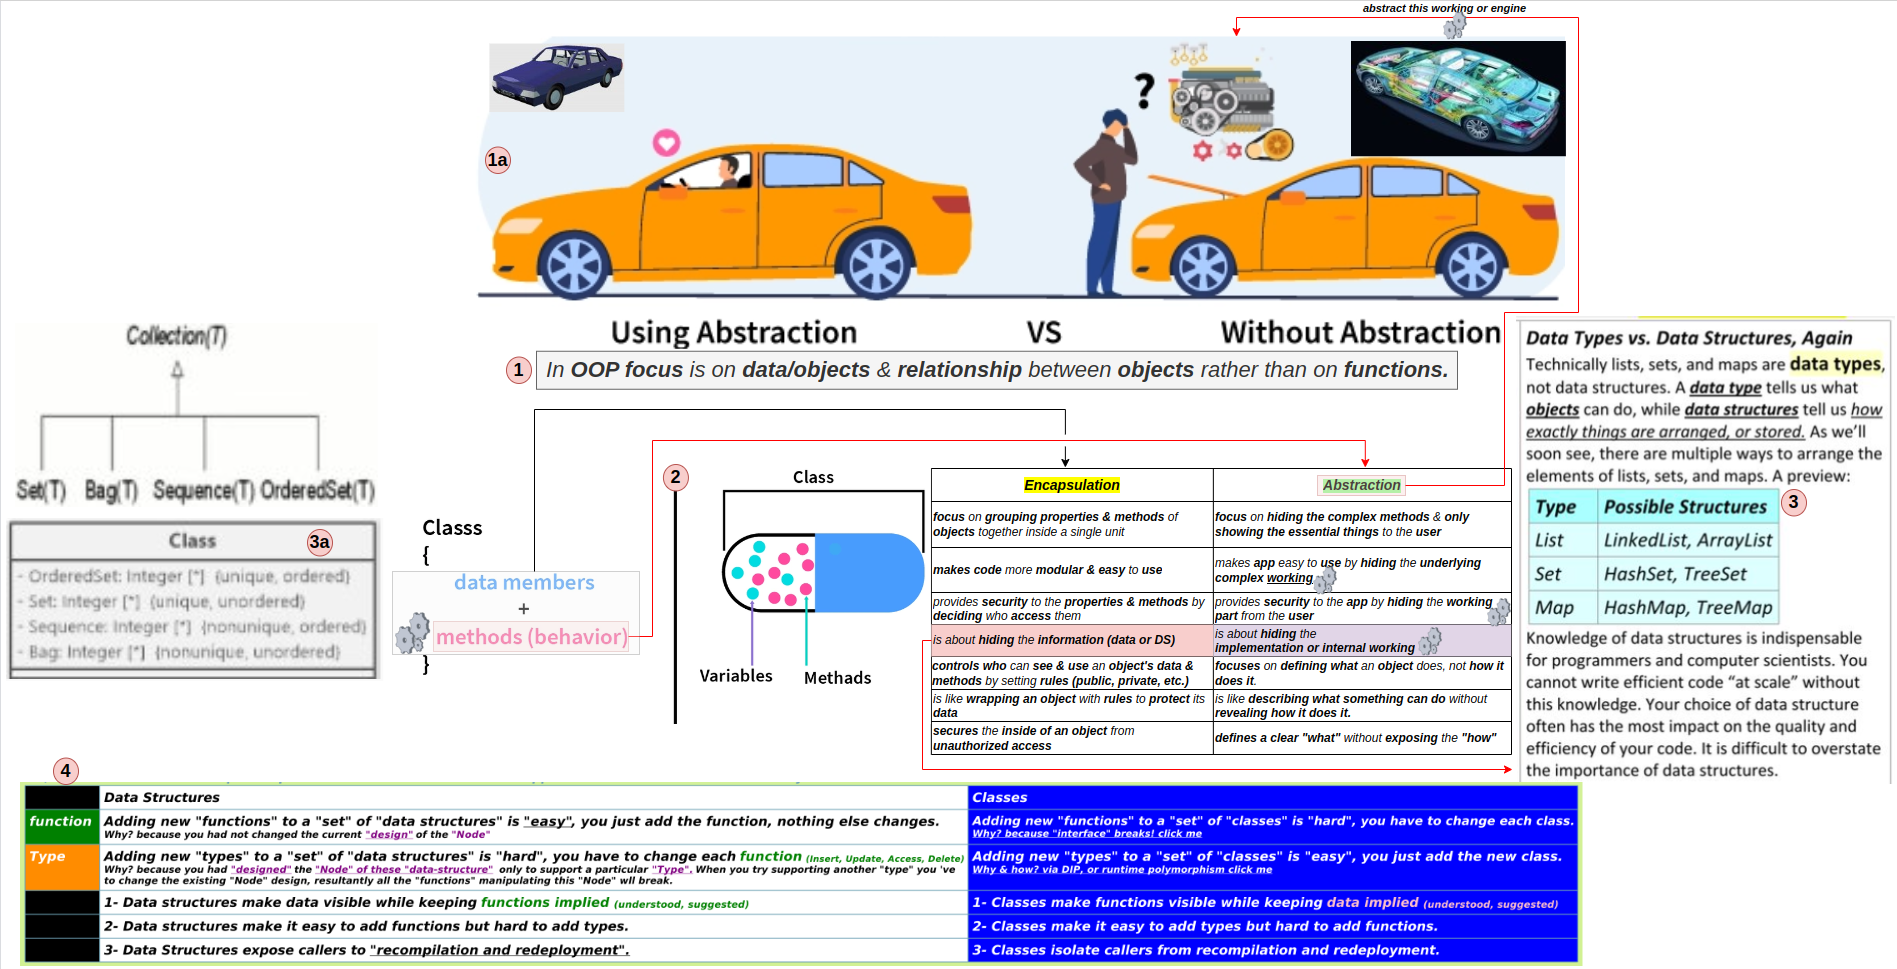 abstract this working or engine
1a
?
Using Abstraction VS Without Abstraction
1 In OOP focus is on data/objects & relationship between objects rather than on functions.
Collection(T)
Set(T) Bag(T) Sequence(T) OrderedSet(T)
Class
3a
- OrderedSet: Integer [*] {unique, ordered}
- Set: Integer [*] {unique, unordered}
- Sequence: Integer [*] {nonunique, ordered}
- Bag: Integer [*] {nonunique, unordered}
Classs
{
data members
+
methods (behavior)
}
2
Class
Variables
Methads
Encapsulation
Abstraction
focus on grouping properties & methods of
objects together inside a single unit
focus on hiding the complex methods & only
showing the essential things to the user
makes code more modular & easy to use
makes app easy to use by hiding the underlying
complex working
provides security to the properties & methods by
deciding who access them
provides security to the app by hiding the working
part from the user
is about hiding the information (data or DS)
is about hiding the
implementation or internal working
controls who can see & use an object's data &
methods by setting rules (public, private, etc.)
focuses on defining what an object does, not how it
does it.
is like wrapping an object with rules to protect its
data
is like describing what something can do without
revealing how it does it.
secures the inside of an object from
unauthorized access
defines a clear "what" without exposing the "how"
Data Types vs. Data Structures, Again
Technically lists, sets, and maps are data types,
not data structures. A data type tells us what
objects can do, while data structures tell us how
exactly things are arranged, or stored. As we'll
soon see, there are multiple ways to arrange the
elements of lists, sets, and maps. A preview:
3
Type Possible Structures
List LinkedList, ArrayList
Set HashSet, TreeSet
Map HashMap, TreeMap
Knowledge of data structures is indispensable
for programmers and computer scientists. You
cannot write efficient code “at scale” without
this knowledge. Your choice of data structure
often has the most impact on the quality and
efficiency of your code. It is difficult to overstate
the importance of data structures.
4
Data Structures
Classes
function
Adding new "functions" to a "set" of "data structures" is "easy", you just add the function, nothing else changes.
Why? because you had not changed the current "design" of the "Node"
Adding new "functions" to a "set" of "classes" is "hard", you have to change each class.
Why? because "interface" breaks! click me
Type
Adding new "types" to a "set" of "data structures" is "hard", you have to change each function (Insert, Update, Access, Delete)
Why? because you had "designed" the "Node" of these "data-structure" only to support a particular "Type". When you try supporting another "type" you 've
to change the existing "Node" design, resultantly all the "functions" manipulating this "Node" wll break.
Adding new "types" to a "set" of "classes" is "easy", you just add the new class.
Why & how? via DIP, or runtime polymorphism click me
1- Data structures make data visible while keeping functions implied (understood, suggested)
1- Classes make functions visible while keeping data implied (understood, suggested)
2- Data structures make it easy to add functions but hard to add types.
2- Classes make it easy to add types but hard to add functions.
3- Data Structures expose callers to "recompilation and redeployment".
3- Classes isolate callers from recompilation and redeployment.